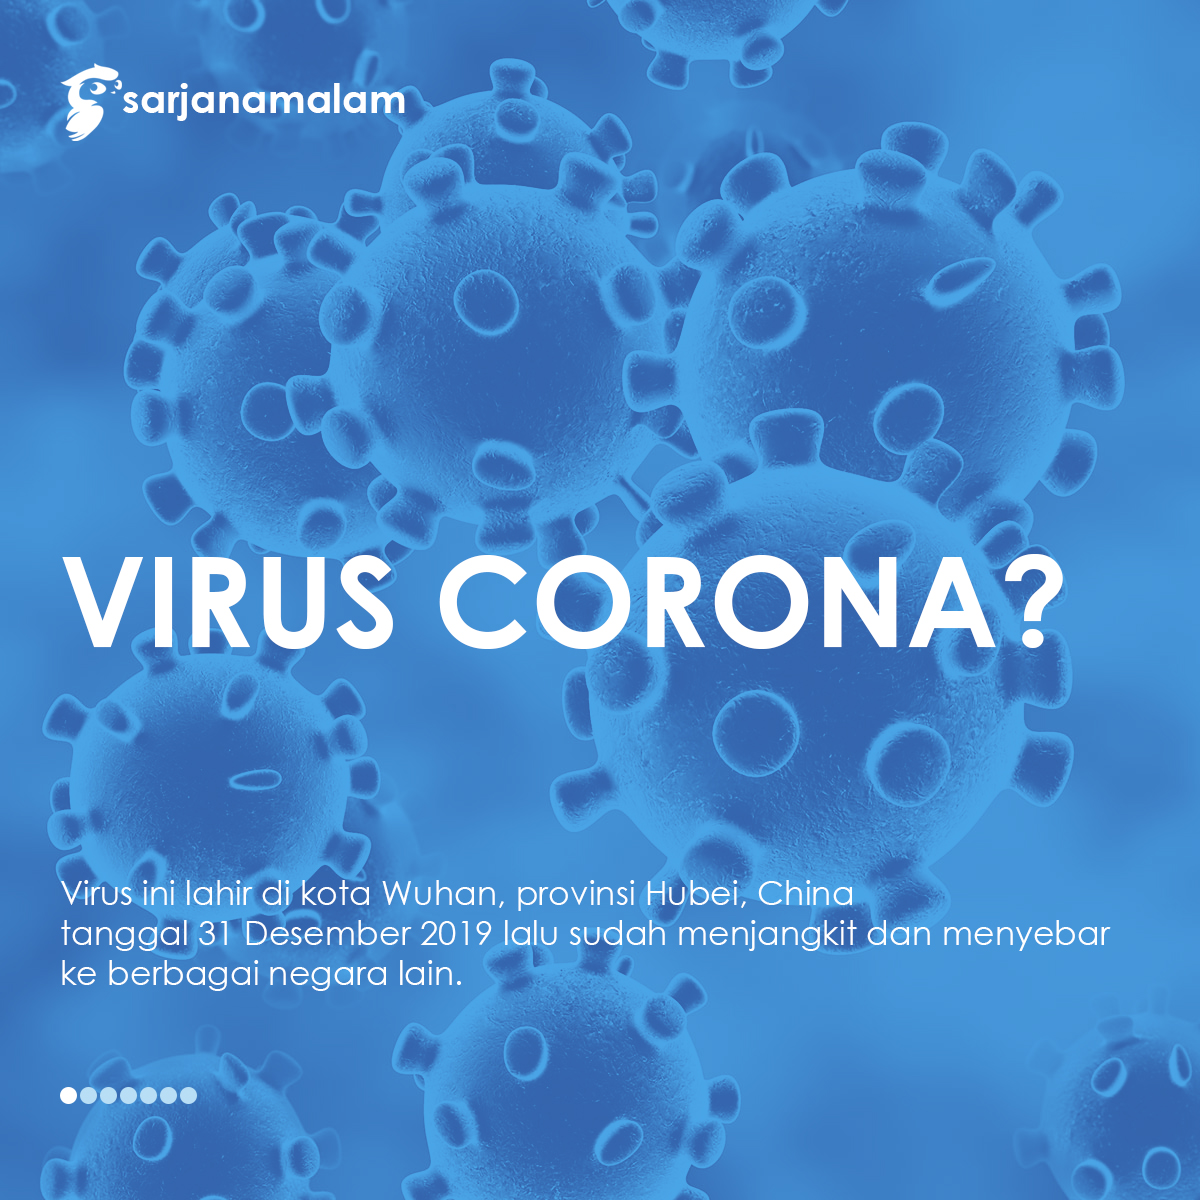 sarjanamalam
VIRUS CORONA?
Virus ini lahir di kota Wuhan, provinsi Hubei, China
tanggal 31 Desember 2019 lalu sudah menjangkit dan menyebar
ke berbagai negara lain.